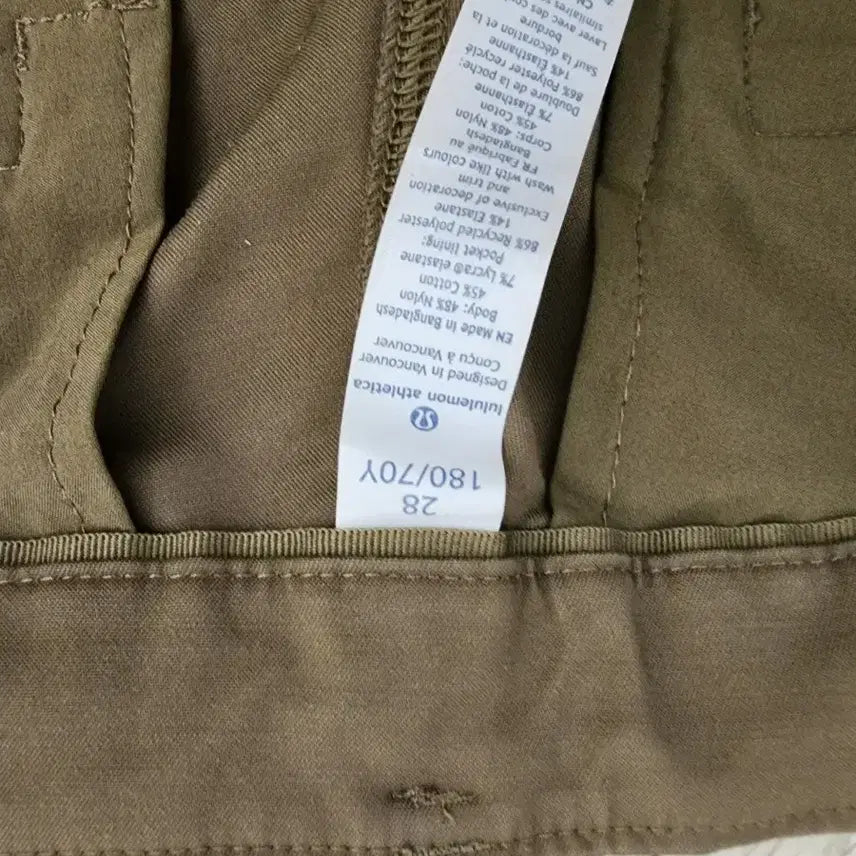 28
180/70Y
lululemon athletica
Designed in Vancouver
Conçu à Vancouver
EN Made in Bangladesh
Body: 48% Nylon
45% Cotton
7% Lycra® elastane
Pocket lining:
86% Recycled polyester
14% Elastane
Exclusive of decoration
and trim
Wash with like colours
FR Fabriqué au
Bangladesh
Corps: 48% Nylon
45% Coton
7% Élasthanne
Doublure de la poche:
86% Polyester recyclé
14% Élasthanne
Sauf la décoration et la
bordure
Laver avec des
similaires